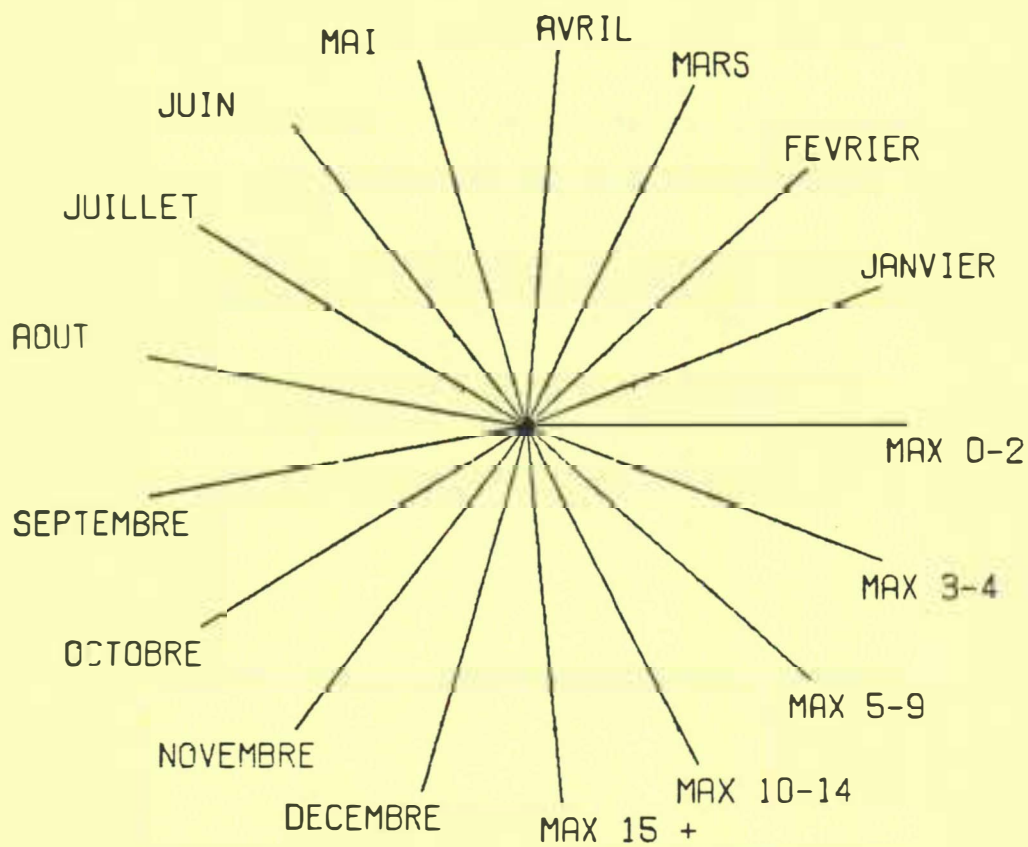 AVRIL
MAI
MARS
JUIN
FEVRIER
JUILLET
JANVIER
AOUT
MAX 0-2
SEPTEMBRE
MAX 3-4
OCTOBRE
MAX 5-9
NOVEMBRE
MAX 10-14
DECEMBRE
MAX 15 +